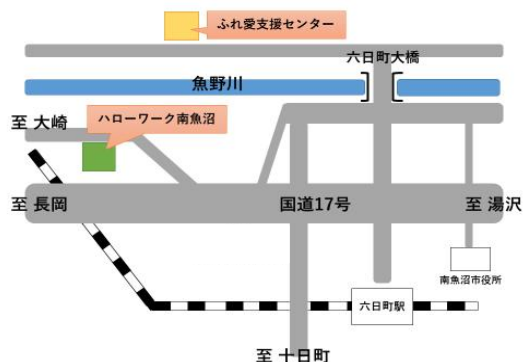 ふれ愛支援センター
六日町大橋
魚野川
ハローワーク南魚沼
至 大崎
至 長岡
国道17号
至 湯沢
南魚沼市役所
六日町駅
至 十日町